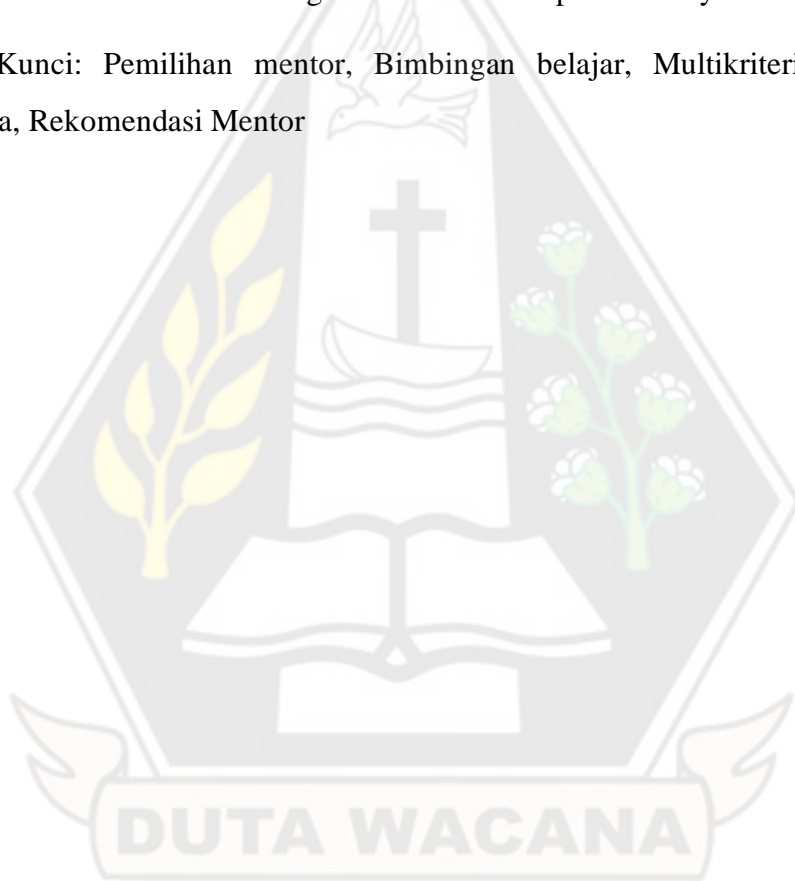 Kunci: Pemilihan mentor, Bimbingan belajar, Multikriteri
a, Rekomendasi Mentor
DUTA WACANA